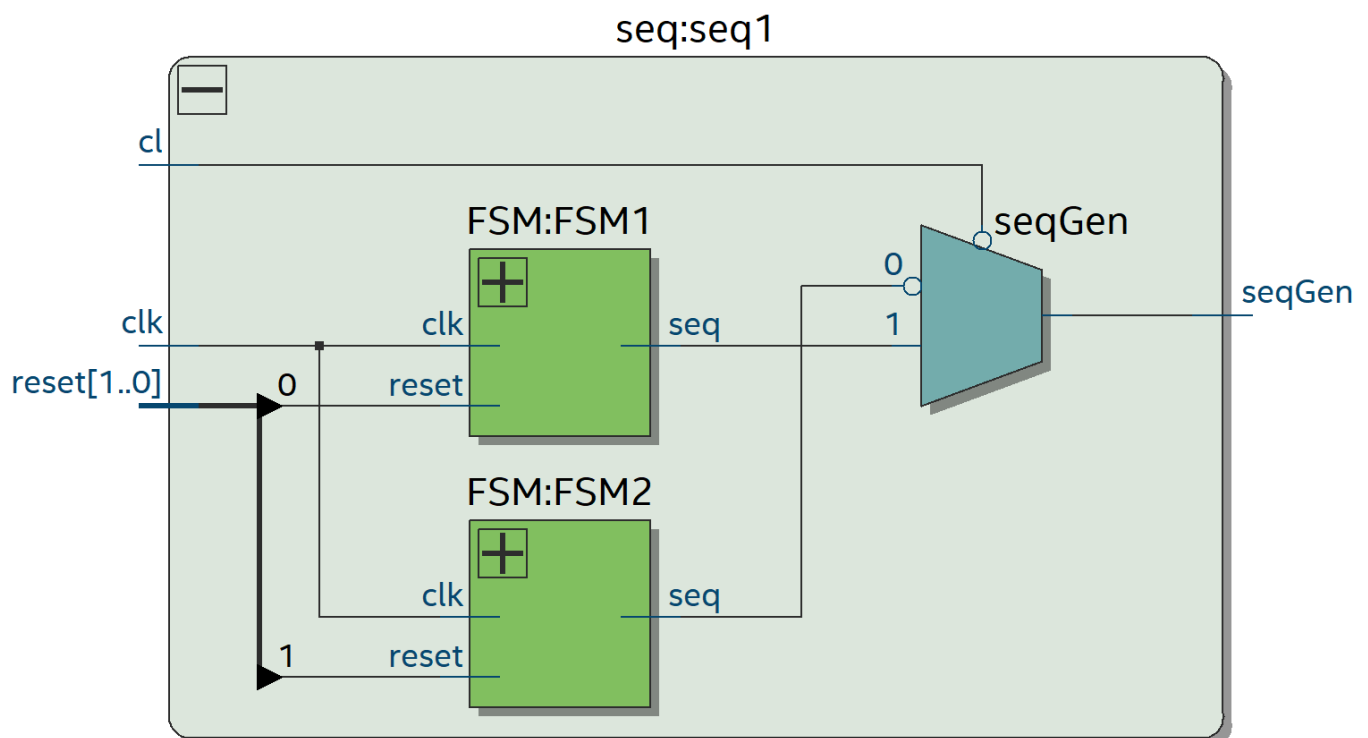 seq:seq1
cl
FSM:FSM1
seqGen
0
clk
clk
seq
1
seqGen
reset[1..0]
0
reset
FSM:FSM2
clk
seq
1
reset